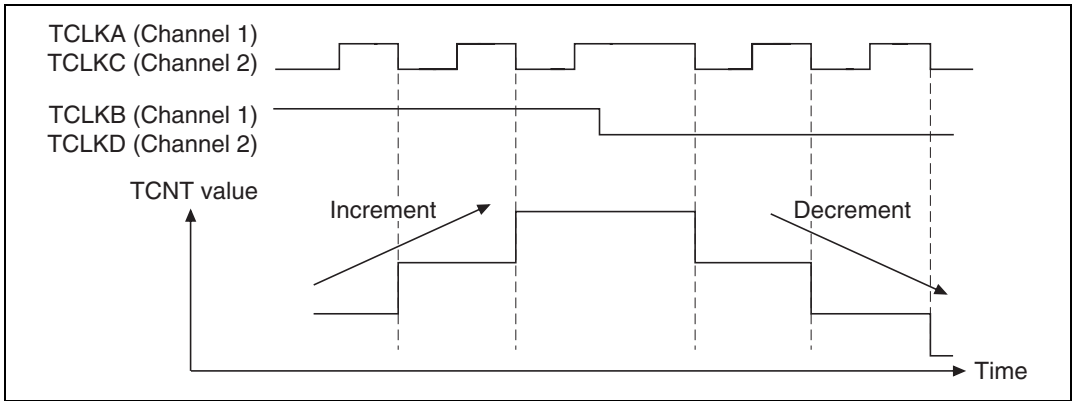 TCLKA (Channel 1)
TCLKC (Channel 2)
TCLKB (Channel 1)
TCLKD (Channel 2)
TCNT value
Increment
Decrement
Time